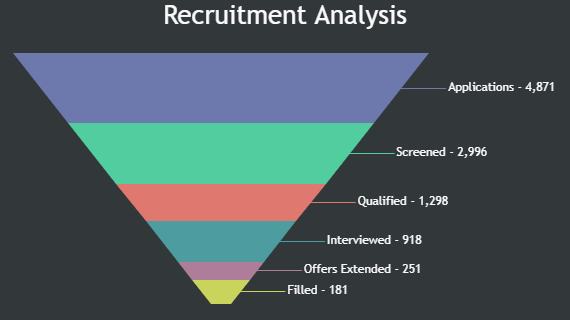 Recruitment Analysis
Applications - 4,871
Screened - 2,996
Qualified - 1,298
Interviewed - 918
Offers Extended - 251
Filled - 181